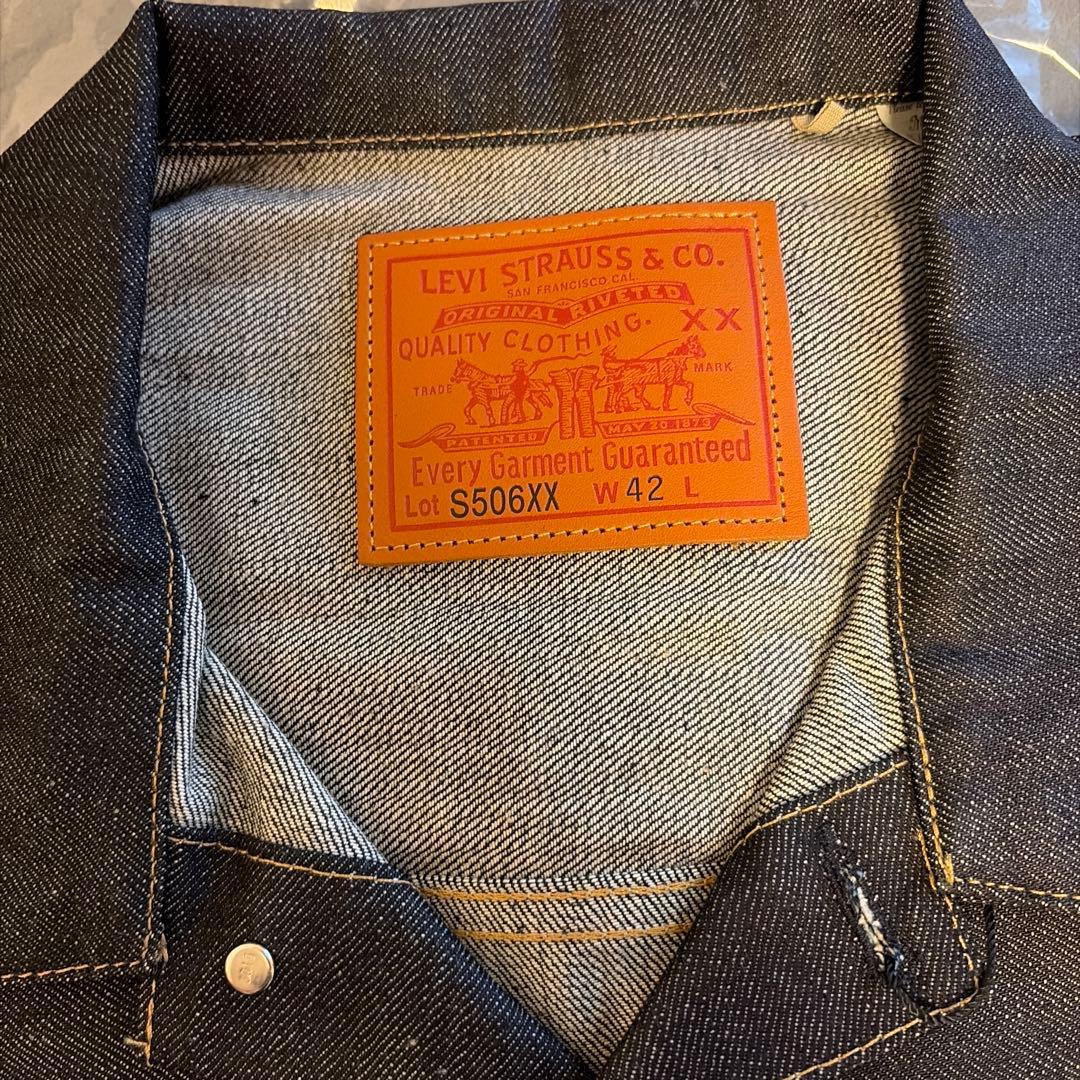 LEVI STRAUSS & CO.
SAN FRANCISCO CAL.
ORIGINAL RIVETED
QUALITY CLOTHING. XX
TRADE MARK
PATENTED MAY 20 1873
Every Garment Guaranteed
Lot S506XX W 42 L